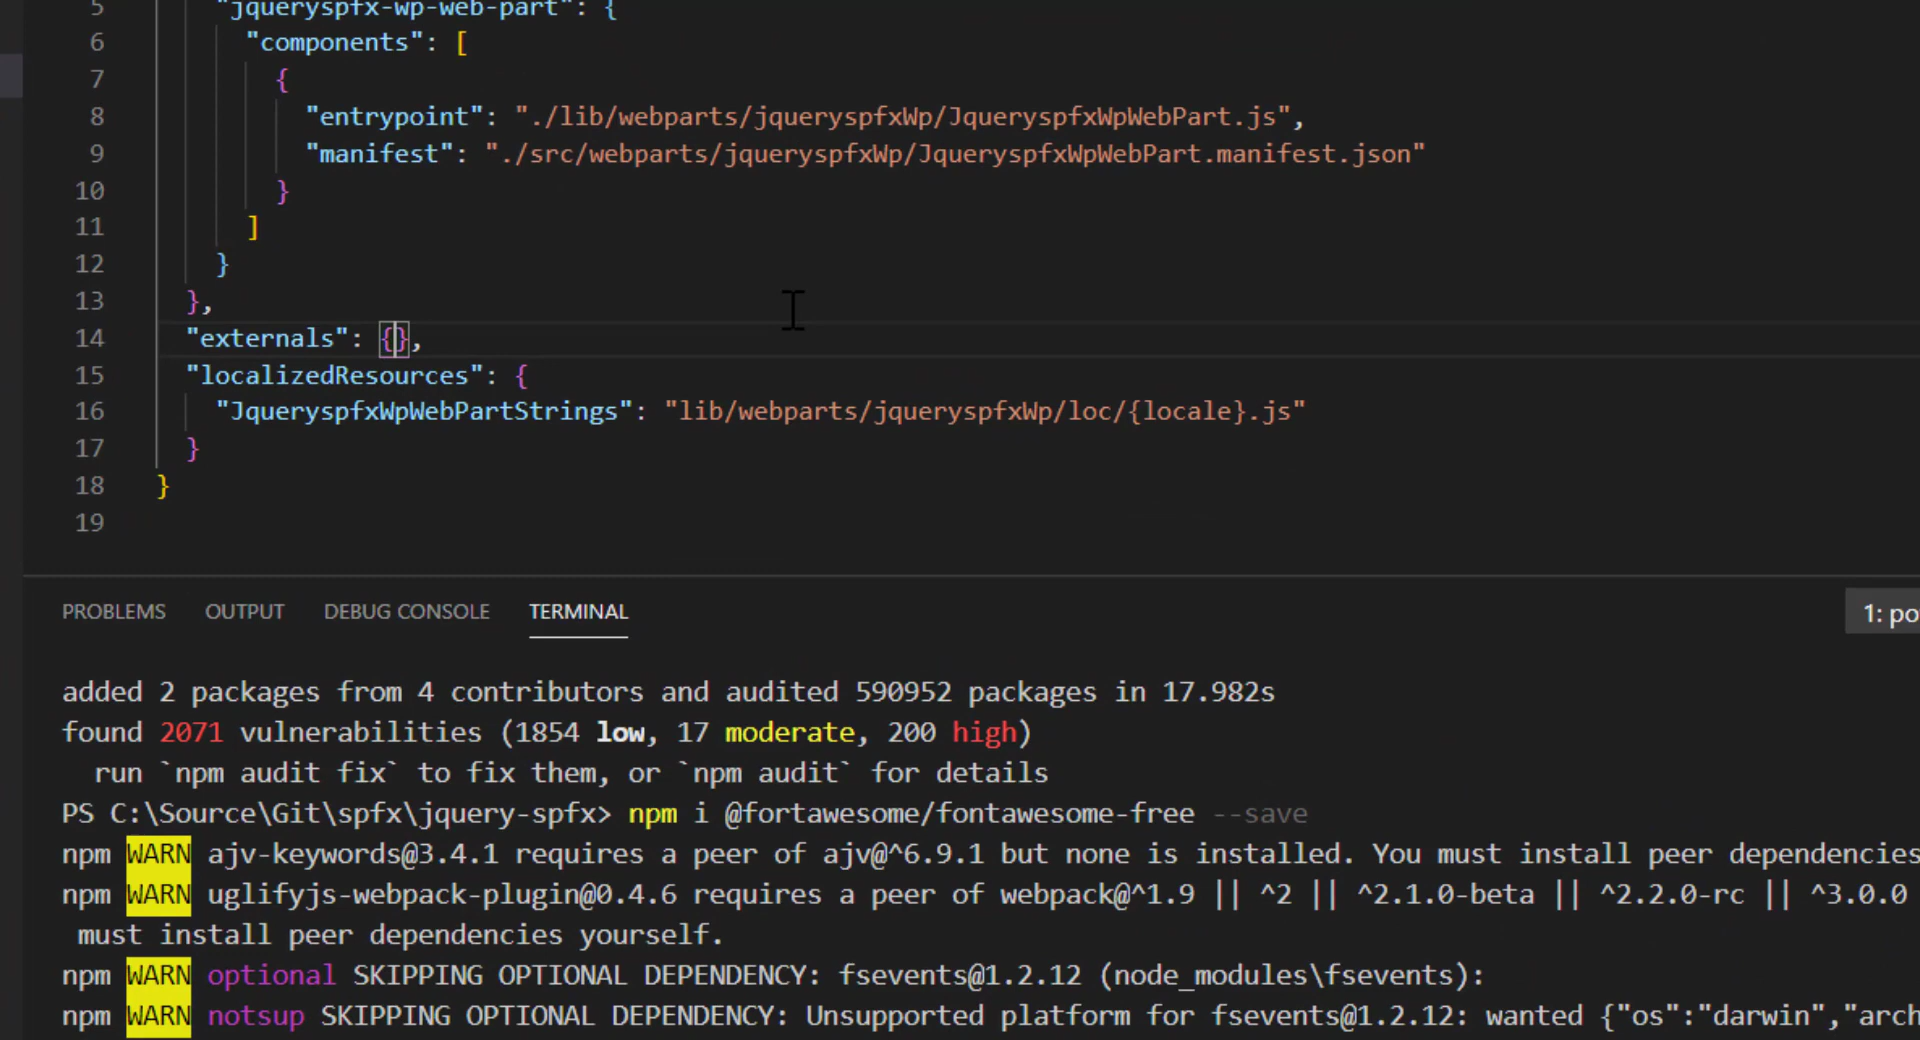 5 "jqueryspfx-wp-web-part": {
6 "components": [
7 {
8 "entrypoint": "./lib/webparts/jqueryspfxWp/JqueryspfxWpWebPart.js",
9 "manifest": "./src/webparts/jqueryspfxWp/JqueryspfxWpWebPart.manifest.json"
10 }
11 ]
12 }
13 },
14 "externals": {},
15 "localizedResources": {
16 "JqueryspfxWpWebPartStrings": "lib/webparts/jqueryspfxWp/loc/{locale}.js"
17 }
18 }
19
PROBLEMS OUTPUT DEBUG CONSOLE TERMINAL 1: po
added 2 packages from 4 contributors and audited 590952 packages in 17.982s
found 2071 vulnerabilities (1854 low, 17 moderate, 200 high)
run `npm audit fix` to fix them, or `npm audit` for details
PS C:\Source\Git\spfx\jquery-spfx> npm i @fortawesome/fontawesome-free --save
npm WARN ajv-keywords@3.4.1 requires a peer of ajv@^6.9.1 but none is installed. You must install peer dependencies
npm WARN uglifyjs-webpack-plugin@0.4.6 requires a peer of webpack@^1.9 || ^2 || ^2.1.0-beta || ^2.2.0-rc || ^3.0.0
must install peer dependencies yourself.
npm WARN optional SKIPPING OPTIONAL DEPENDENCY: fsevents@1.2.12 (node_modules\fsevents):
npm WARN notsup SKIPPING OPTIONAL DEPENDENCY: Unsupported platform for fsevents@1.2.12: wanted {"os":"darwin","arch